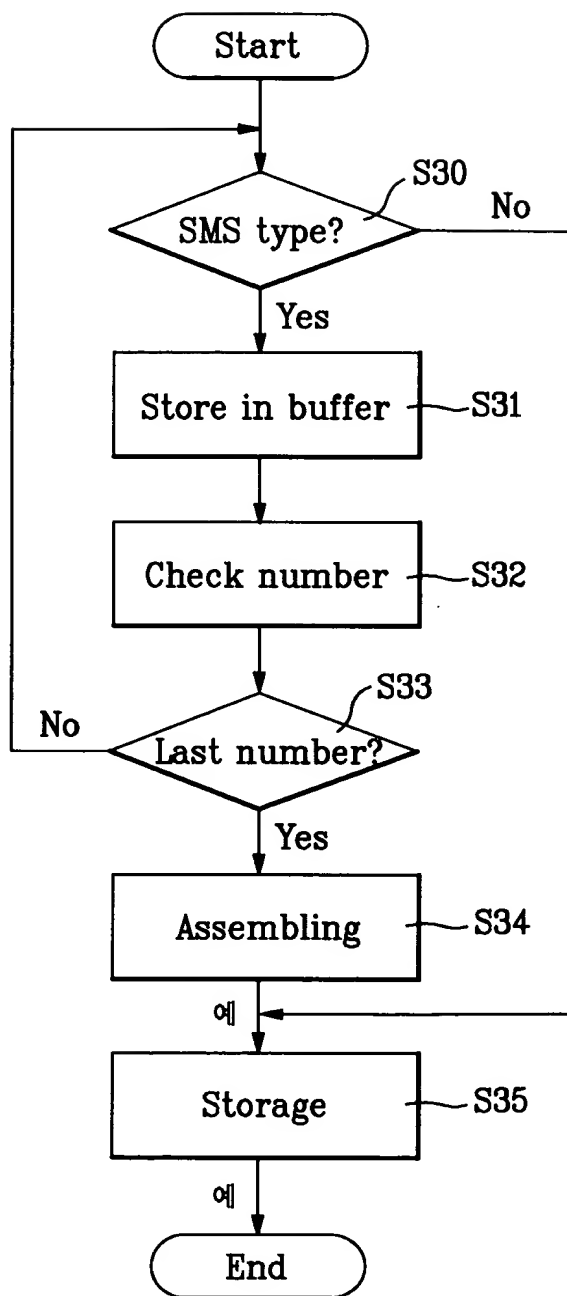 Start
S30
SMS type?
No
Yes
Store in buffer
S31
Check number
S32
S33
No
Last number?
Yes
Assembling
S34
예
Storage
S35
예
End